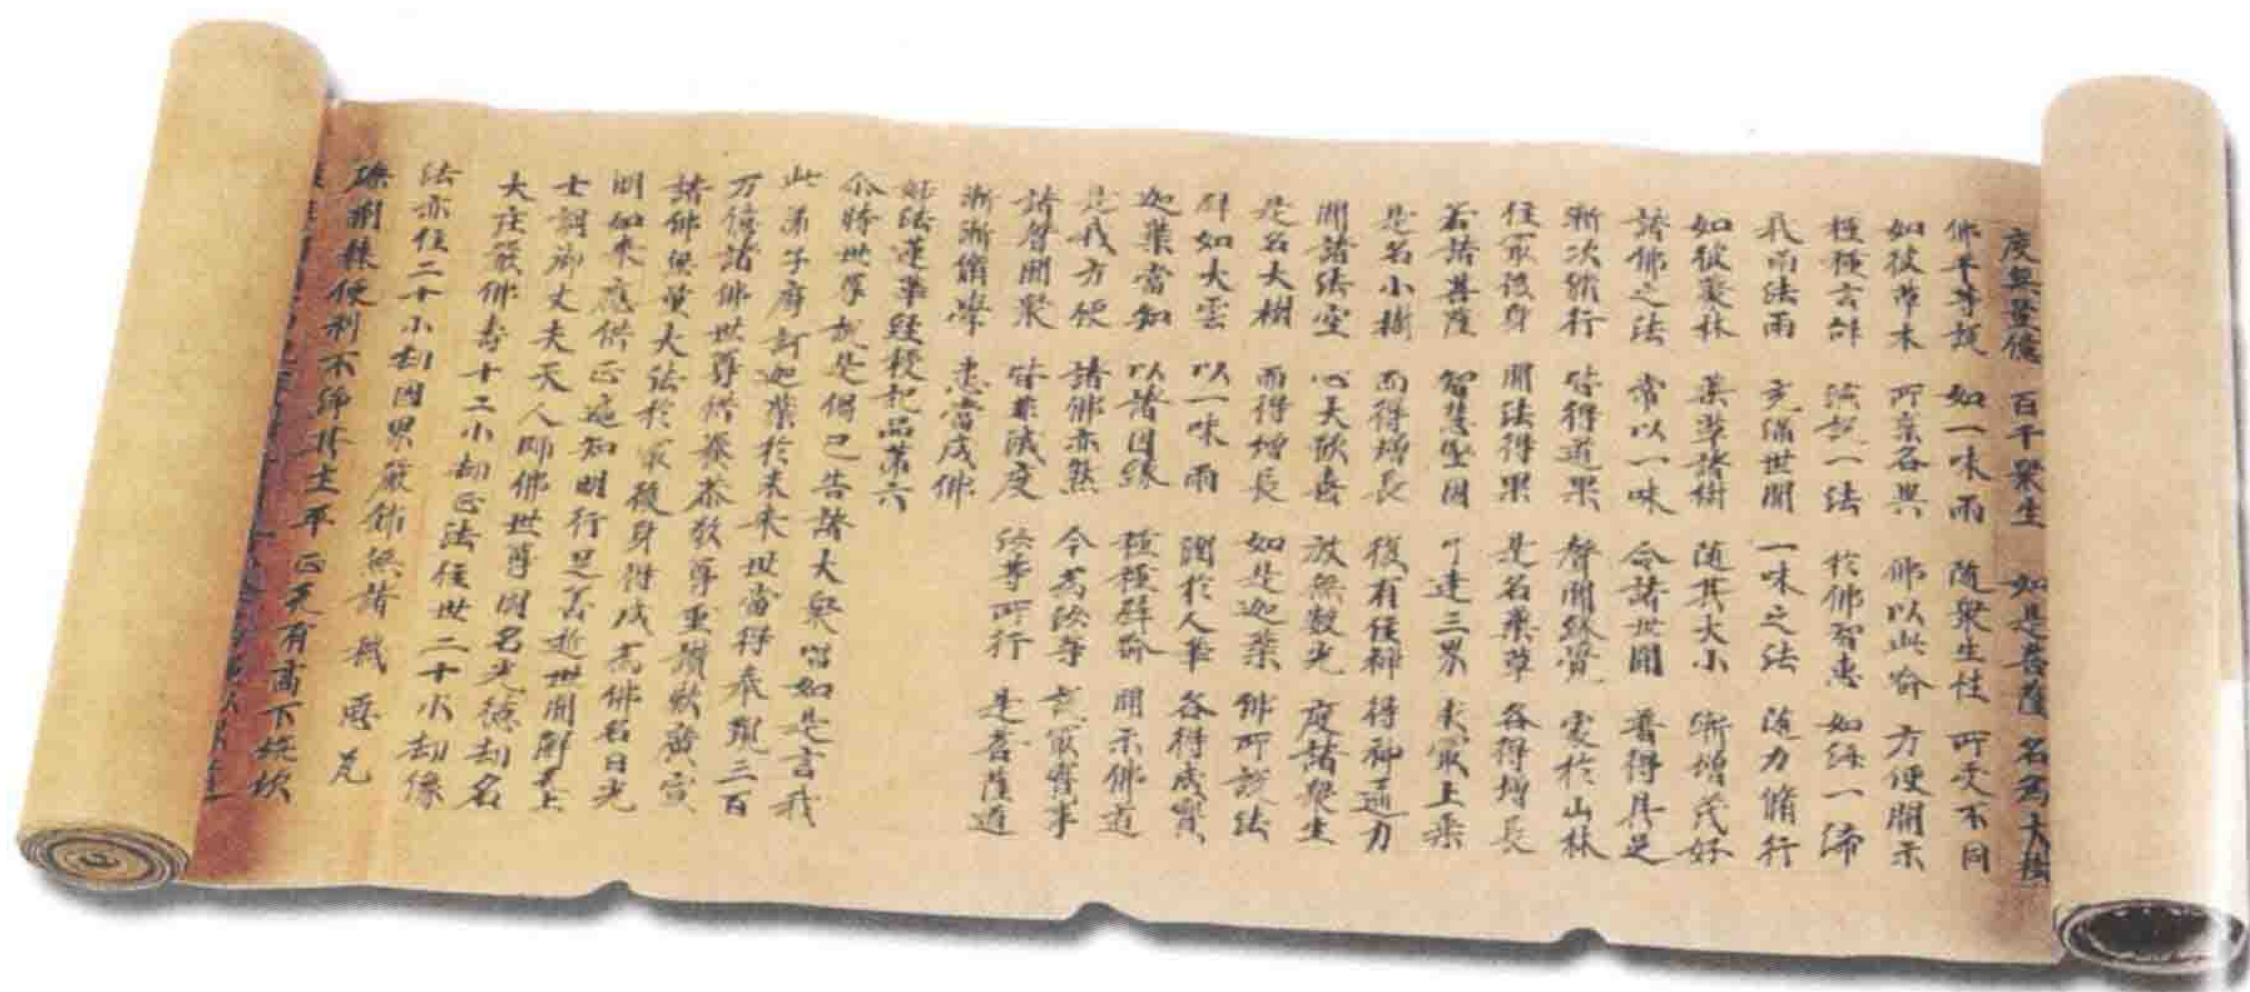 度無量億 百千眾生 如是菩薩 名為大樹
佛平等說 如一味雨 隨眾生性 所受不同
如彼草木 所稟各異 佛以此喻 方便開示
種種言辭 演說一法 於佛智惠 如海一渧
我雨法雨 充滿世間 一味之法 隨力脩行
如彼叢林 藥草諸樹 隨其大小 漸增茂好
諸佛之法 常以一味 令諸世間 普得具足
漸次脩行 皆得道果 聲聞緣覺 處於山林
住冣後身 聞法得果 是名藥草 各得增長
若諸菩薩 智慧堅固 了達三界 求冣上乘
是名小樹 而得增長 復有住禪 得神通力
聞諸法空 心大歡喜 放無數光 度諸眾生
是名大樹 而得增長 如是迦葉 佛所說法
辟如大雲 以一味雨 潤於人華 各得成實
迦葉當知 以諸因緣 種種辟喻 開示佛道
是我方便 諸佛亦然 今為汝等 說冣實事
諸聲聞眾 皆非滅度 汝等所行 是菩薩道
漸漸脩學 悉當成佛
妙法蓮華經授記品第六
尒時世尊說是偈已告諸大眾唱如是言我
此弟子摩訶迦葉於未來世當得奉覲三百
万億諸佛世尊供養恭敬尊重讚歎廣宣
諸佛無量大法於冣後身得成為佛名曰光
明如來應供正遍知明行足善逝世間解無上
士調御丈夫天人師佛世尊國名光德劫名
大莊嚴佛壽十二小劫正法住世二十小劫像
法亦住二十小劫國界嚴飾無諸穢惡瓦
礫荊棘便利不淨其土平正无有高下坑坎